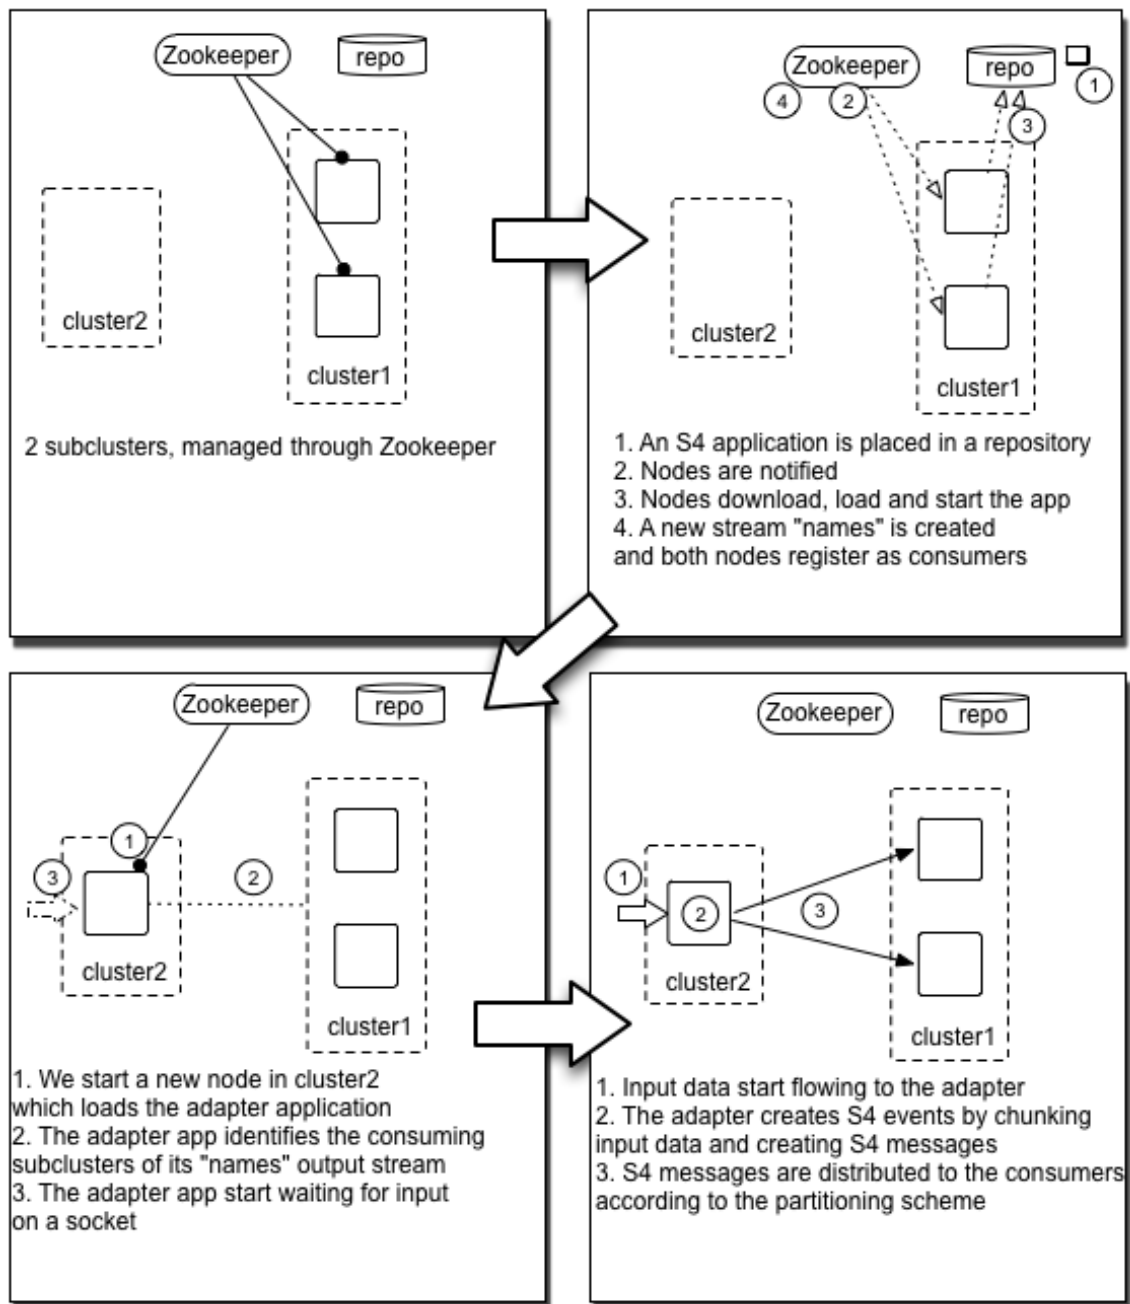 Zookeeper
repo
cluster2
cluster1
2 subclusters, managed through Zookeeper
Zookeeper
repo
1
4
2
3
cluster2
cluster1
1. An S4 application is placed in a repository
2. Nodes are notified
3. Nodes download, load and start the app
4. A new stream "names" is created
and both nodes register as consumers
Zookeeper
repo
1
3
2
cluster2
cluster1
1. We start a new node in cluster2
which loads the adapter application
2. The adapter app identifies the consuming
subclusters of its "names" output stream
3. The adapter app start waiting for input
on a socket
Zookeeper
repo
1
2
3
cluster2
cluster1
1. Input data start flowing to the adapter
2. The adapter creates S4 events by chunking
input data and creating S4 messages
3. S4 messages are distributed to the consumers
according to the partitioning scheme